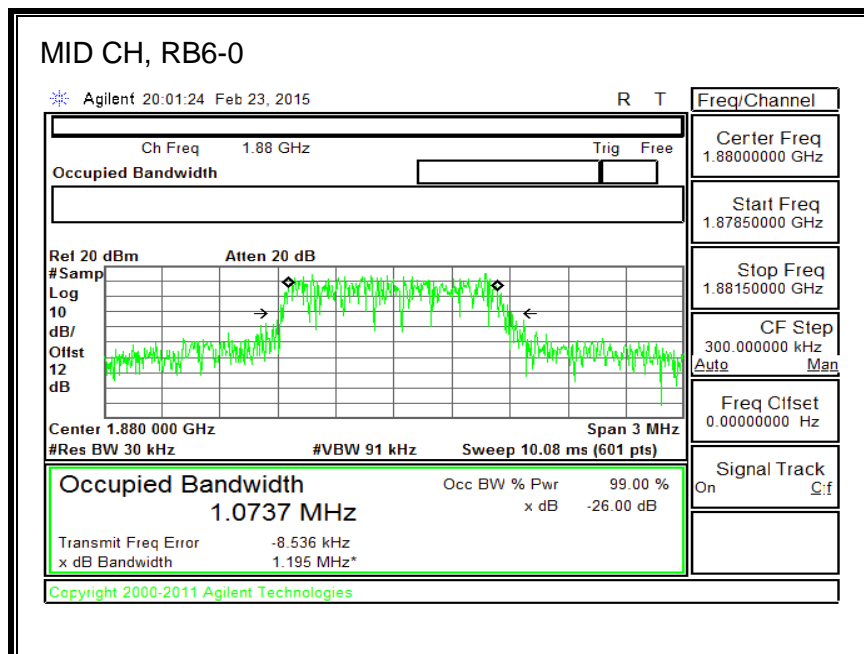 MID CH, RB6-0
Agilent 20:01:24 Feb 23, 2015 R T
Ch Freq 1.88 GHz Trig Free
Occupied Bandwidth
Ref 20 dBm Atten 20 dB
#Samp
Log
10
dB/
Offst
12
dB
Center 1.880 000 GHz Span 3 MHz
#Res BW 30 kHz #VBW 91 kHz Sweep 10.08 ms (601 pts)
Occupied Bandwidth Occ BW % Pwr 99.00 %
1.0737 MHz x dB -26.00 dB
Transmit Freq Error -8.536 kHz
x dB Bandwidth 1.195 MHz*
Copyright 2000-2011 Agilent Technologies
Freq/Channel
Center Freq
1.88000000 GHz
Start Freq
1.87850000 GHz
Stop Freq
1.88150000 GHz
CF Step
300.000000 kHz
Auto Man
Freq Offset
0.00000000 Hz
Signal Track
On Off